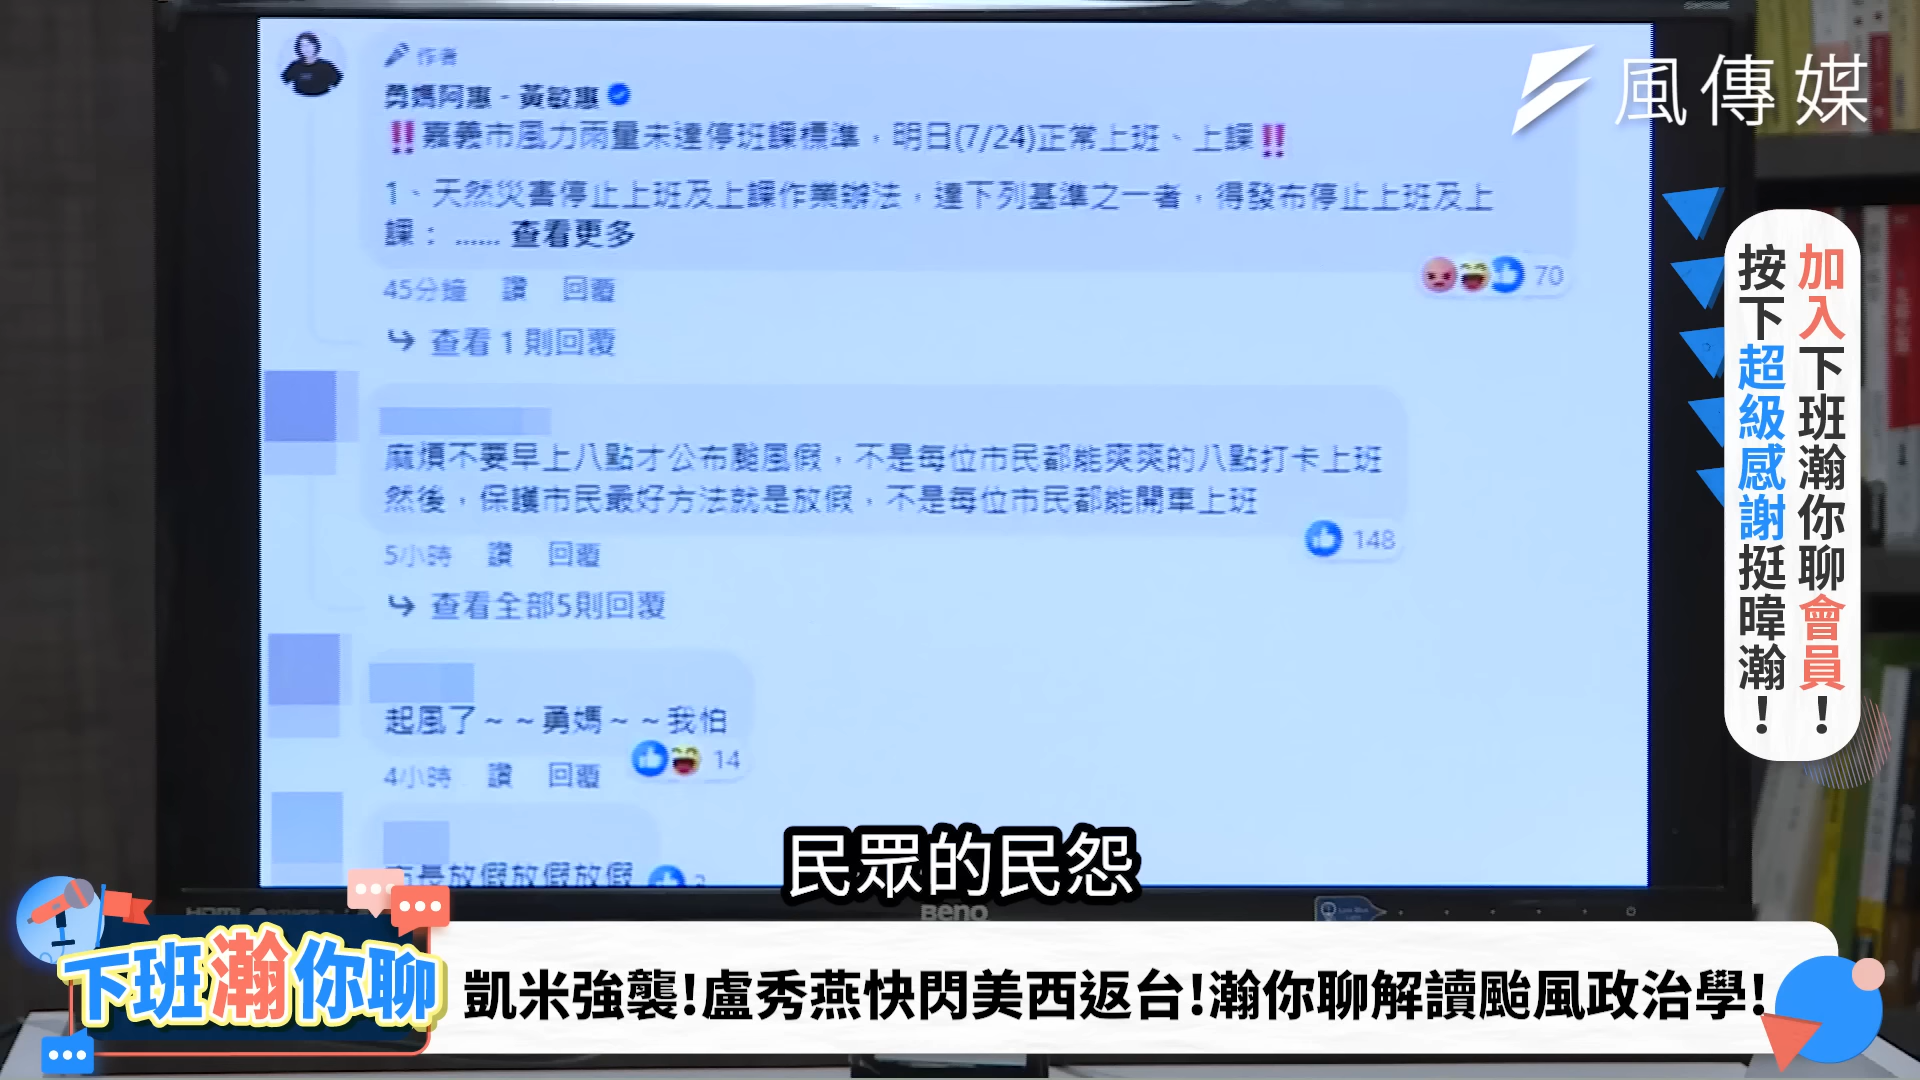 作者
勇媽阿惠 - 黃敏惠
‼️嘉義市風力雨量未達停班課標準，明日(7/24)正常上班、上課‼️
1、天然災害停止上班及上課作業辦法，達下列基準之一者，得發布停止上班及上
課： ...... 查看更多
70
45分鐘 讚 回覆
查看1則回覆
麻煩不要早上八點才公布颱風假，不是每位市民都能爽爽的八點打卡上班
然後，保護市民最好方法就是放假，不是每位市民都能開車上班
148
5小時 讚 回覆
查看全部5則回覆
起風了～～勇媽～～我怕
14
4小時 讚 回覆
市長放假放假放假
風傳媒
加入下班瀚你聊會員！
按下超級感謝挺暐瀚！
民眾的民怨
BenQ
下班瀚你聊
凱米強襲!盧秀燕快閃美西返台!瀚你聊解讀颱風政治學!